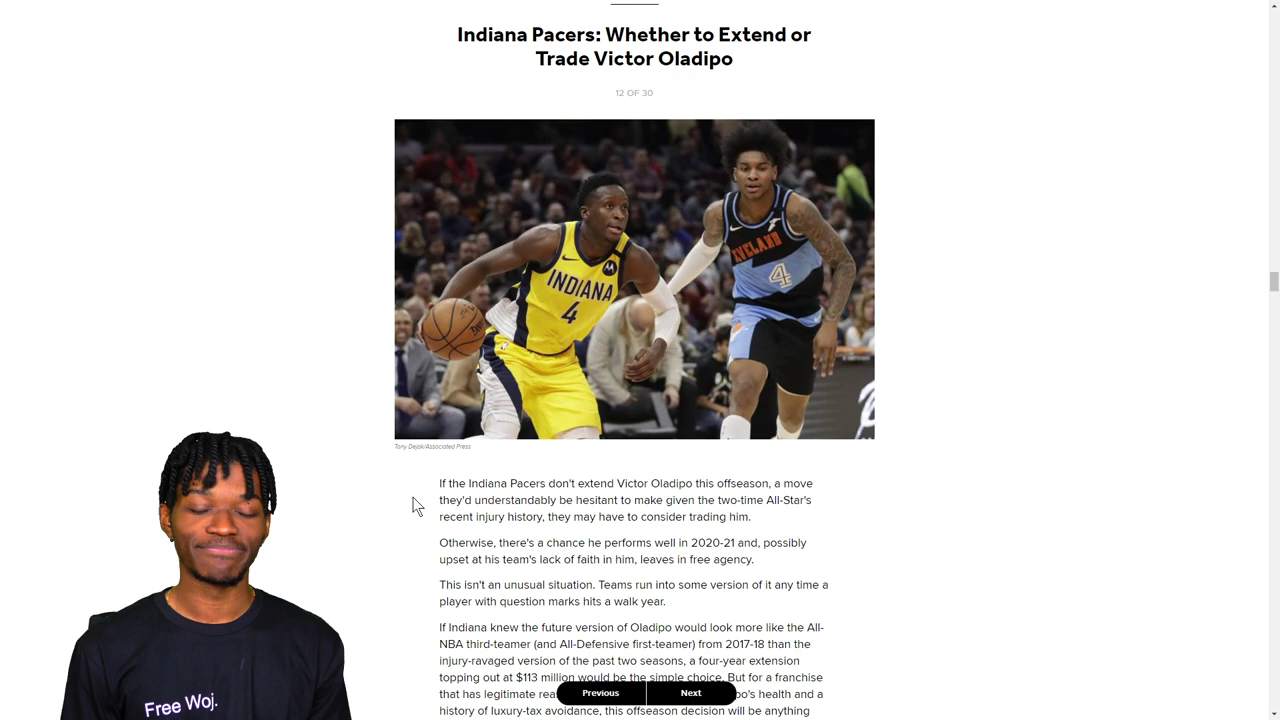 Indiana Pacers: Whether to Extend or
Trade Victor Oladipo
12 OF 30
INDIANA
4
EVELAND
4
Tony Dejak/Associated Press
If the Indiana Pacers don't extend Victor Oladipo this offseason, a move
they'd understandably be hesitant to make given the two-time All-Star's
recent injury history, they may have to consider trading him.
Otherwise, there's a chance he performs well in 2020-21 and, possibly
upset at his team's lack of faith in him, leaves in free agency.
This isn't an unusual situation. Teams run into some version of it any time a
player with question marks hits a walk year.
If Indiana knew the future version of Oladipo would look more like the All-
NBA third-teamer (and All-Defensive first-teamer) from 2017-18 than the
injury-ravaged version of the past two seasons, a four-year extension
topping out at $113 million would be the simple choice. But for a franchise
that has legitimate rea po's health and a
history of luxury-tax avoidance, this offseason decision will be anything
Previous Next
Free Woj.